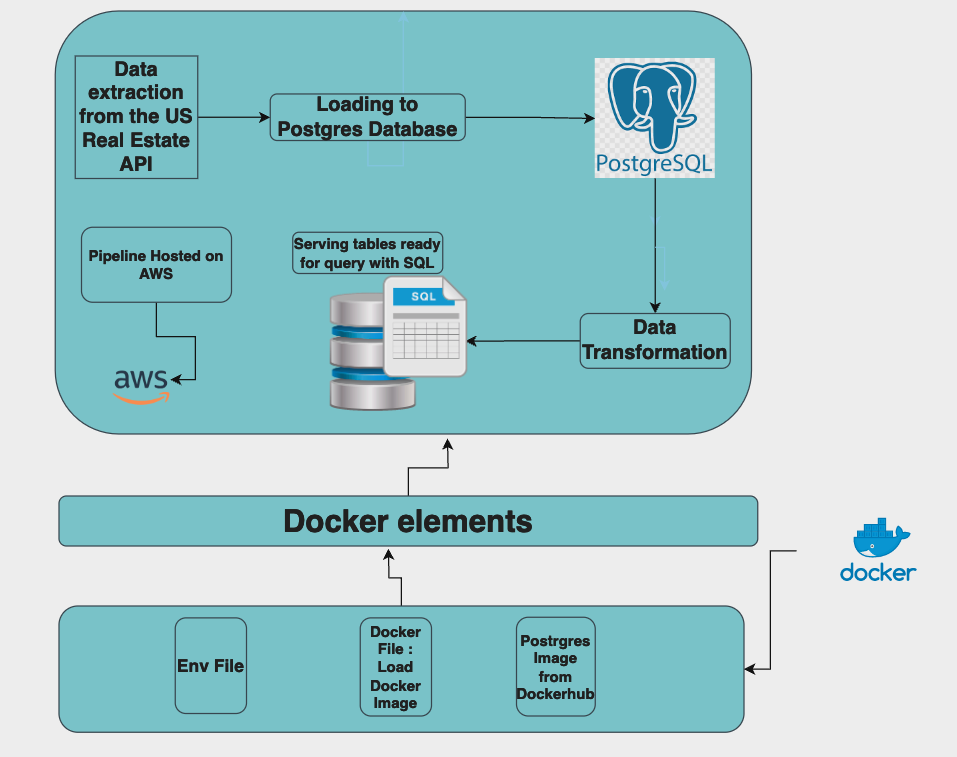 Data
extraction
from the US
Real Estate
API
Loading to
Postgres Database
PostgreSQL
Pipeline Hosted on
AWS
aws
Serving tables ready
for query with SQL
SQL
Data
Transformation
Docker elements
docker
Env File
Docker
File :
Load
Docker
Image
Postrgres
Image
from
Dockerhub